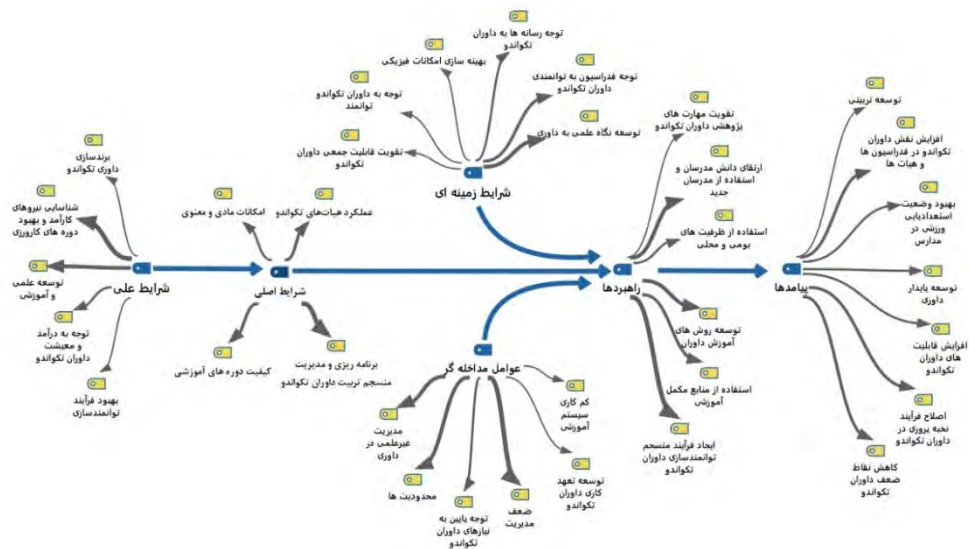 توجه رسانه ها به داوران
تکواندو
بهینه سازی امکانات فیزیکی
توجه فدراسیون به توانمندی
داوران تکواندو
توجه به داوران تکواندو
توانمند
توسعه نگاه علمی به داوری
تقویت قابلیت جمعی داوران
تکواندو
شرایط زمینه ای
برندسازی
داوری تکواندو
شناسایی نیروهای
کارآمد و بهبود
دوره های کارورزی
توسعه علمی
و آموزشی
توجه به درآمد
و معیشت
داوران تکواندو
بهبود فرآیند
توانمندسازی
شرایط علی
امکانات مادی و معنوی
عملکرد هیات‌های تکواندو
شرایط اصلی
کیفیت دوره های آموزشی
برنامه ریزی و مدیریت
منسجم تربیت داوران تکواندو
عوامل مداخله گر
کم کاری
سیستم
آموزشی
مدیریت
غیرعلمی در
داوری
محدودیت ها
توجه پایین به
نیازهای داوران
تکواندو
ضعف
مدیریت
توسعه تعهد
کاری داوران
تکواندو
تقویت مهارت های
پژوهشی داوران تکواندو
ارتقای دانش مدرسان و
استفاده از مدرسان
جدید
استفاده از ظرفیت های
بومی و محلی
راهبردها
توسعه روش های
آموزش داوران
استفاده از منابع مکمل
آموزشی
ایجاد فرآیند منسجم
توانمندسازی داوران
تکواندو
توسعه تربیتی
افزایش نقش داوران
تکواندو در فدراسیون ها
و هیات ها
بهبود وضعیت
استعدادیابی
ورزشی در
مدارس
پیامدها
توسعه پایدار
داوری
افزایش قابلیت
های داوران
تکواندو
اصلاح فرآیند
نخبه پروری در
داوران تکواندو
کاهش نقاط
ضعف داوران
تکواندو